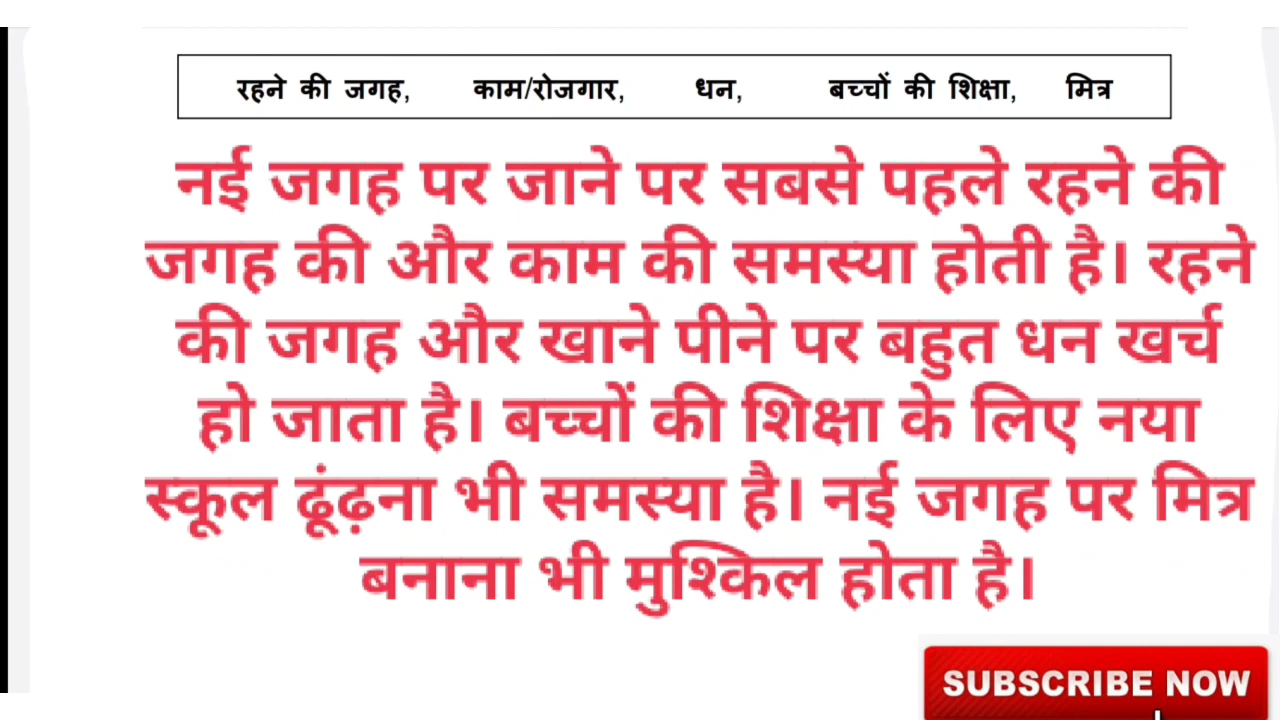 रहने की जगह, काम/रोजगार, धन, बच्चों की शिक्षा, मित्र
नई जगह पर जाने पर सबसे पहले रहने की
जगह की और काम की समस्या होती है। रहने
की जगह और खाने पीने पर बहुत धन खर्च
हो जाता है। बच्चों की शिक्षा के लिए नया
स्कूल ढूंढ़ना भी समस्या है। नई जगह पर मित्र
बनाना भी मुश्किल होता है।
SUBSCRIBE NOW